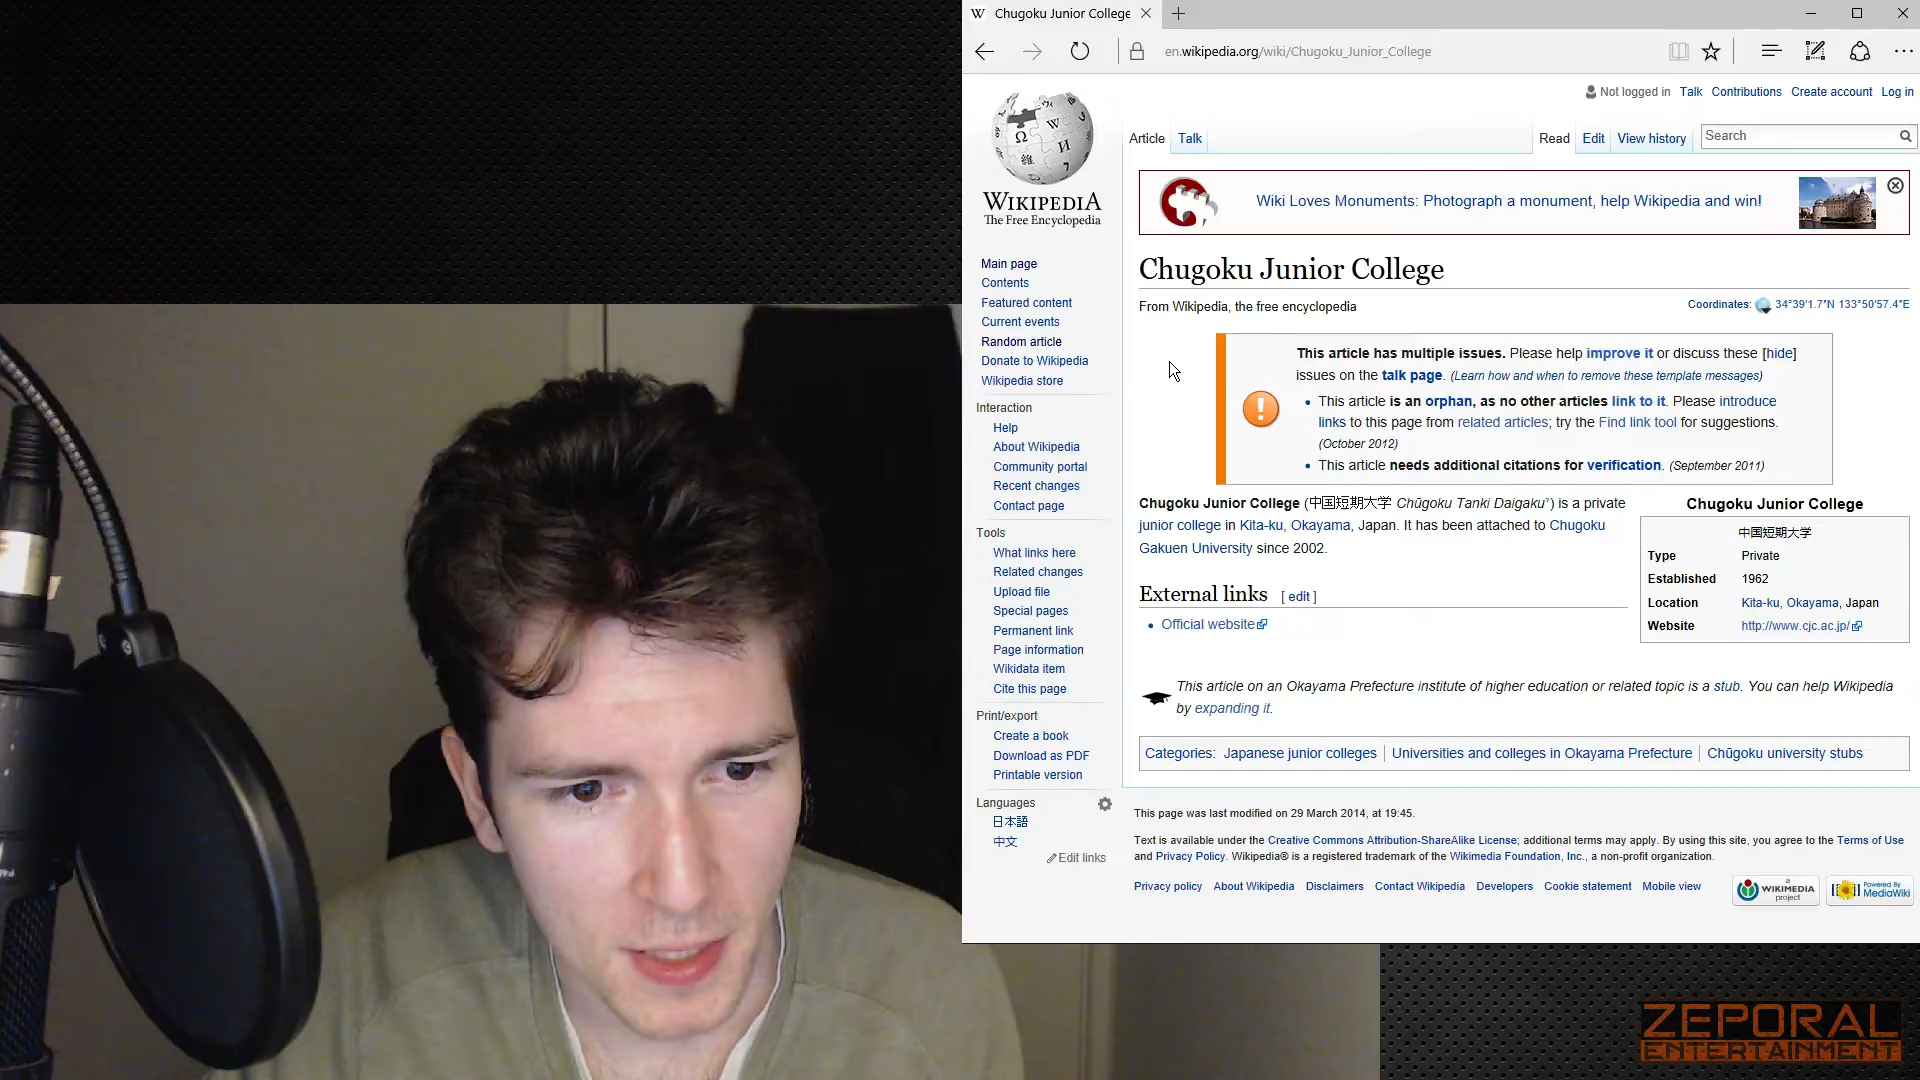 Chugoku Junior College
en.wikipedia.org/wiki/Chugoku_Junior_College
Not logged in Talk Contributions Create account Log in
Article Talk Read Edit View history Search
WIKIPEDIA
The Free Encyclopedia
Wiki Loves Monuments: Photograph a monument, help Wikipedia and win!
Main page
Contents
Featured content
Current events
Random article
Donate to Wikipedia
Wikipedia store
Interaction
Help
About Wikipedia
Community portal
Recent changes
Contact page
Tools
What links here
Related changes
Upload file
Special pages
Permanent link
Page information
Wikidata item
Cite this page
Print/export
Create a book
Download as PDF
Printable version
Languages
日本語
中文
Edit links
Chugoku Junior College
From Wikipedia, the free encyclopedia
Coordinates: 34°39′1.7″N 133°50′57.4″E
This article has multiple issues. Please help improve it or discuss these [hide]
issues on the talk page. (Learn how and when to remove these template messages)
• This article is an orphan, as no other articles link to it. Please introduce
links to this page from related articles; try the Find link tool for suggestions.
(October 2012)
• This article needs additional citations for verification. (September 2011)
Chugoku Junior College (中国短期大学 Chūgoku Tanki Daigaku?) is a private
junior college in Kita-ku, Okayama, Japan. It has been attached to Chugoku
Gakuen University since 2002.
Chugoku Junior College
中国短期大学
Type Private
Established 1962
Location Kita-ku, Okayama, Japan
Website http://www.cjc.ac.jp/
External links [ edit ]
• Official website
This article on an Okayama Prefecture institute of higher education or related topic is a stub. You can help Wikipedia
by expanding it.
Categories: Japanese junior colleges | Universities and colleges in Okayama Prefecture | Chūgoku university stubs
This page was last modified on 29 March 2014, at 19:45.
Text is available under the Creative Commons Attribution-ShareAlike License; additional terms may apply. By using this site, you agree to the Terms of Use
and Privacy Policy. Wikipedia® is a registered trademark of the Wikimedia Foundation, Inc., a non-profit organization.
Privacy policy About Wikipedia Disclaimers Contact Wikipedia Developers Cookie statement Mobile view
a
WIKIMEDIA
project
Powered By
MediaWiki
ZEPORAL
ENTERTAINMENT